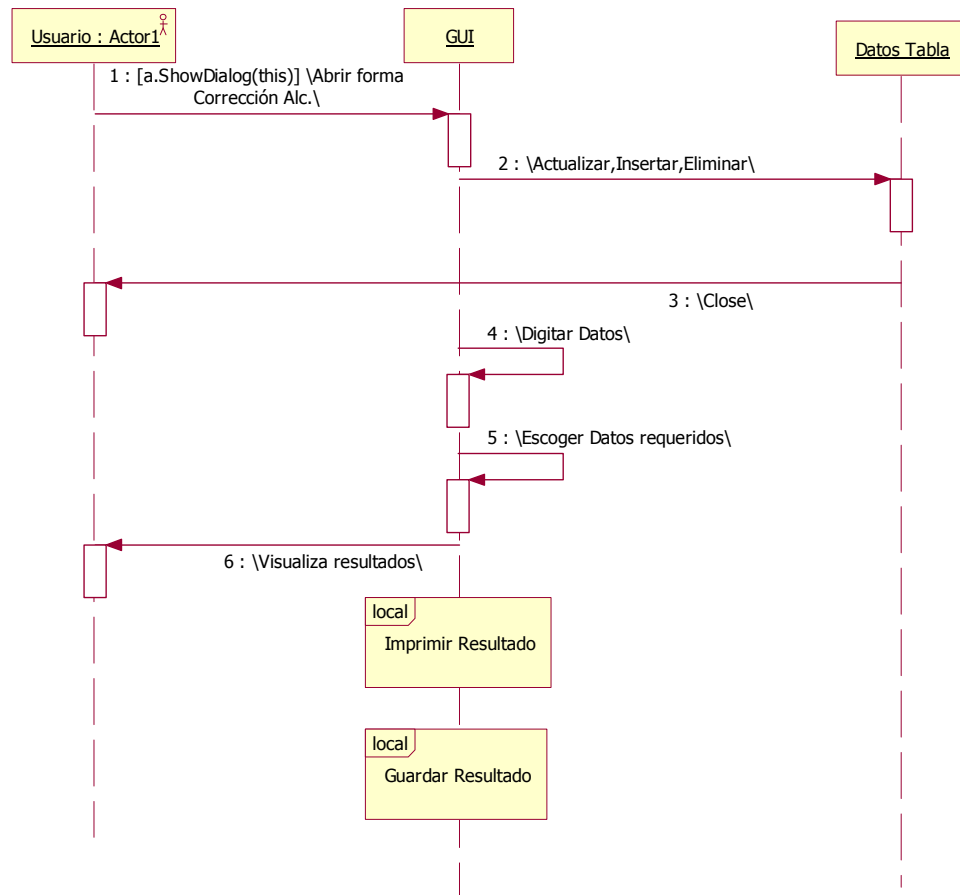 Usuario : Actor1
GUI
Datos Tabla
1 : [a.ShowDialog(this)] \Abrir forma
Corrección Alc.\
2 : \Actualizar,Insertar,Eliminar\
3 : \Close\
4 : \Digitar Datos\
5 : \Escoger Datos requeridos\
6 : \Visualiza resultados\
local
Imprimir Resultado
local
Guardar Resultado